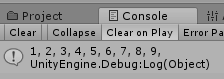 Project Console
Clear Collapse Clear on Play Error Pa
1, 2, 3, 4, 5, 6, 7, 8, 9,
UnityEngine.Debug:Log(Object)